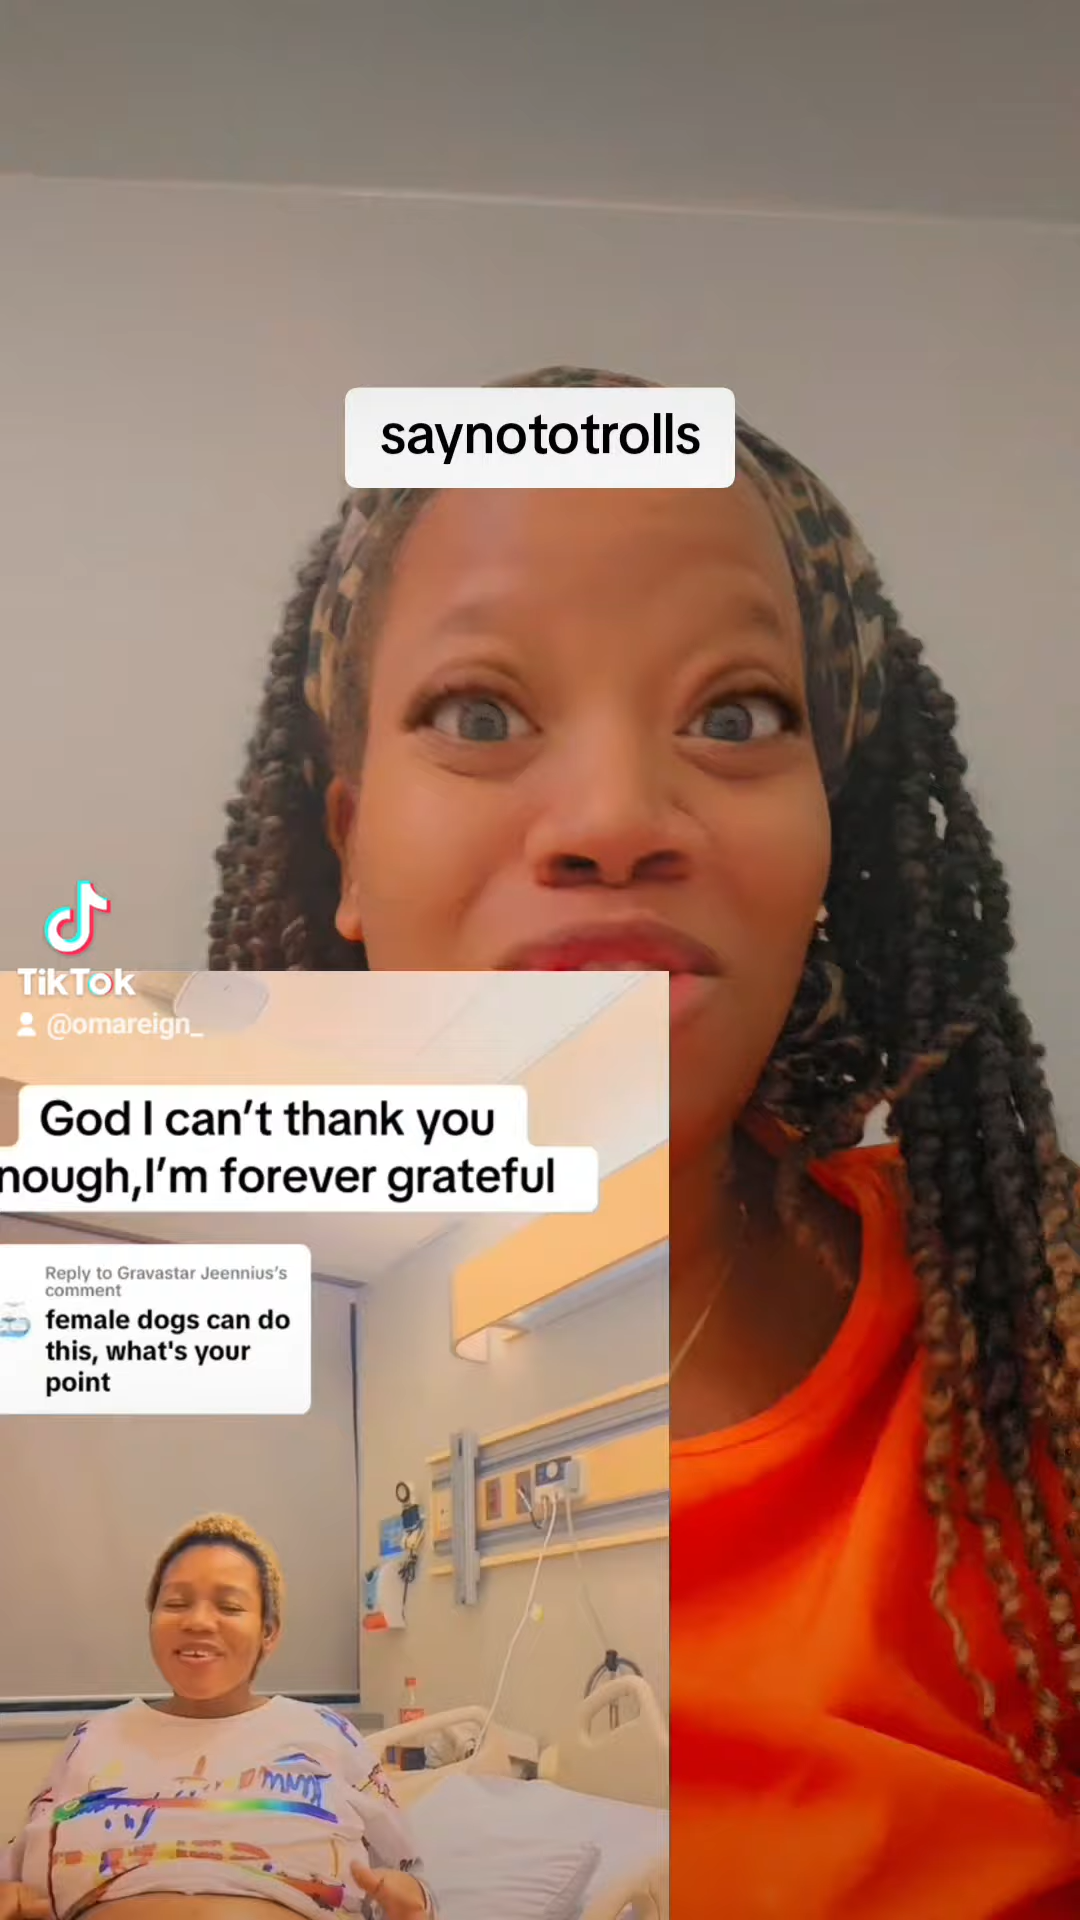 saynototrolls
TikTok
@omareign_
God I can't thank you
nough,I'm forever grateful
Reply to Gravastar Jeennius's
comment
female dogs can do
this, what's your
point